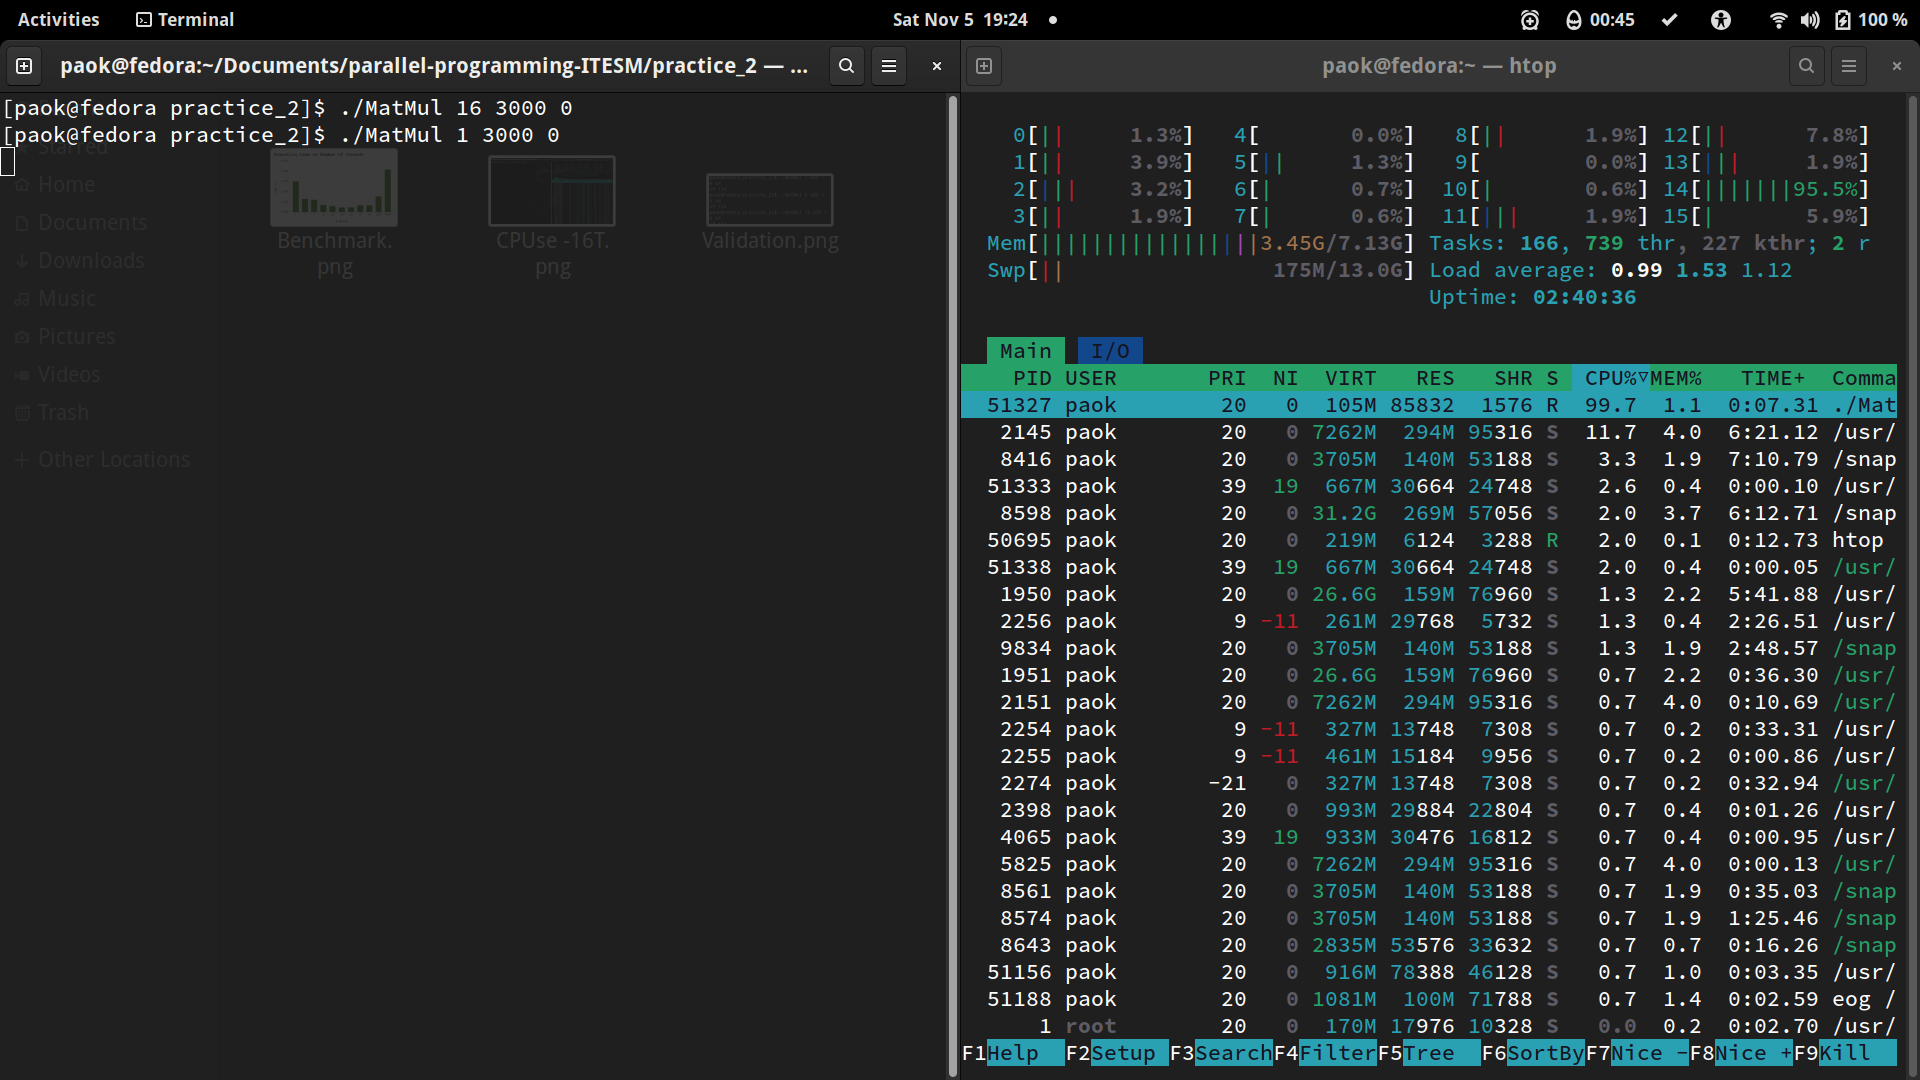 Activities Terminal Sat Nov 5 19:24 00:45 100 %
paok@fedora:~/Documents/parallel-programming-ITESM/practice_2 — ...
[paok@fedora practice_2]$ ./MatMul 16 3000 0
[paok@fedora practice_2]$ ./MatMul 1 3000 0
Starred
Home
Documents
Downloads
Music
Pictures
Videos
Trash
Other Locations
Benchmark.
png
CPUse -16T.
png
Validation.png
paok@fedora:~ — htop
0[|| 1.3%] 4[ 0.0%] 8[|| 1.9%] 12[|| 7.8%]
1[|| 3.9%] 5[|| 1.3%] 9[ 0.0%] 13[||| 1.9%]
2[||| 3.2%] 6[| 0.7%] 10[| 0.6%] 14[|||||||95.5%]
3[|| 1.9%] 7[| 0.6%] 11[||| 1.9%] 15[| 5.9%]
Mem[|||||||||||||||||3.45G/7.13G] Tasks: 166, 739 thr, 227 kthr; 2 r
Swp[|| 175M/13.0G] Load average: 0.99 1.53 1.12
Uptime: 02:40:36
Main I/O
PID USER PRI NI VIRT RES SHR S CPU%▽MEM% TIME+ Comma
51327 paok 20 0 105M 85832 1576 R 99.7 1.1 0:07.31 ./Mat
2145 paok 20 0 7262M 294M 95316 S 11.7 4.0 6:21.12 /usr/
8416 paok 20 0 3705M 140M 53188 S 3.3 1.9 7:10.79 /snap
51333 paok 39 19 667M 30664 24748 S 2.6 0.4 0:00.10 /usr/
8598 paok 20 0 31.2G 269M 57056 S 2.0 3.7 6:12.71 /snap
50695 paok 20 0 219M 6124 3288 R 2.0 0.1 0:12.73 htop
51338 paok 39 19 667M 30664 24748 S 2.0 0.4 0:00.05 /usr/
1950 paok 20 0 26.6G 159M 76960 S 1.3 2.2 5:41.88 /usr/
2256 paok 9 -11 261M 29768 5732 S 1.3 0.4 2:26.51 /usr/
9834 paok 20 0 3705M 140M 53188 S 1.3 1.9 2:48.57 /snap
1951 paok 20 0 26.6G 159M 76960 S 0.7 2.2 0:36.30 /usr/
2151 paok 20 0 7262M 294M 95316 S 0.7 4.0 0:10.69 /usr/
2254 paok 9 -11 327M 13748 7308 S 0.7 0.2 0:33.31 /usr/
2255 paok 9 -11 461M 15184 9956 S 0.7 0.2 0:00.86 /usr/
2274 paok -21 0 327M 13748 7308 S 0.7 0.2 0:32.94 /usr/
2398 paok 20 0 993M 29884 22804 S 0.7 0.4 0:01.26 /usr/
4065 paok 39 19 933M 30476 16812 S 0.7 0.4 0:00.95 /usr/
5825 paok 20 0 7262M 294M 95316 S 0.7 4.0 0:00.13 /usr/
8561 paok 20 0 3705M 140M 53188 S 0.7 1.9 0:35.03 /snap
8574 paok 20 0 3705M 140M 53188 S 0.7 1.9 1:25.46 /snap
8643 paok 20 0 2835M 53576 33632 S 0.7 0.7 0:16.26 /snap
51156 paok 20 0 916M 78388 46128 S 0.7 1.0 0:03.35 /usr/
51188 paok 20 0 1081M 100M 71788 S 0.7 1.4 0:02.59 eog /
1 root 20 0 170M 17976 10328 S 0.0 0.2 0:02.70 /usr/
F1Help F2Setup F3SearchF4FilterF5Tree F6SortByF7Nice -F8Nice +F9Kill